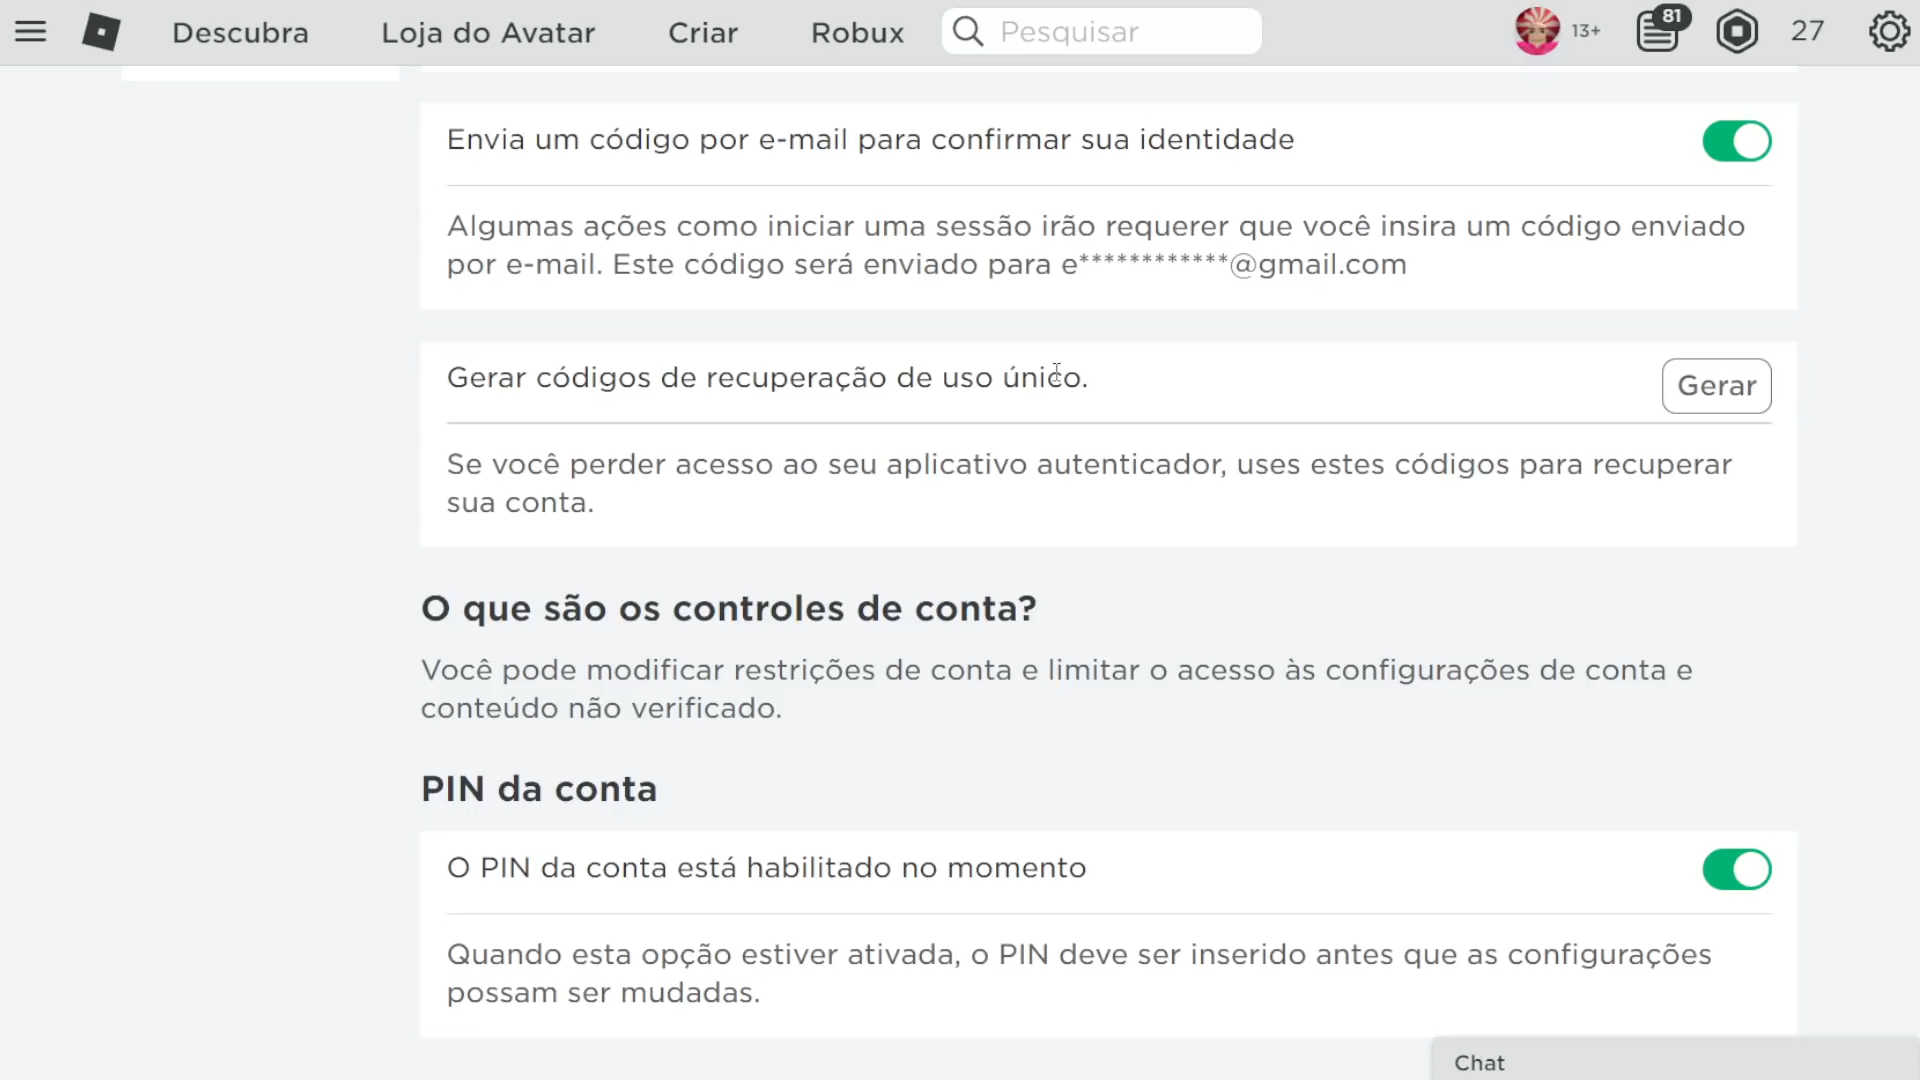 Descubra Loja do Avatar Criar Robux Pesquisar 13+ 81 27
Envia um código por e-mail para confirmar sua identidade
Algumas ações como iniciar uma sessão irão requerer que você insira um código enviado
por e-mail. Este código será enviado para e************@gmail.com
Gerar códigos de recuperação de uso único.
Gerar
Se você perder acesso ao seu aplicativo autenticador, uses estes códigos para recuperar
sua conta.
O que são os controles de conta?
Você pode modificar restrições de conta e limitar o acesso às configurações de conta e
conteúdo não verificado.
PIN da conta
O PIN da conta está habilitado no momento
Quando esta opção estiver ativada, o PIN deve ser inserido antes que as configurações
possam ser mudadas.
Chat